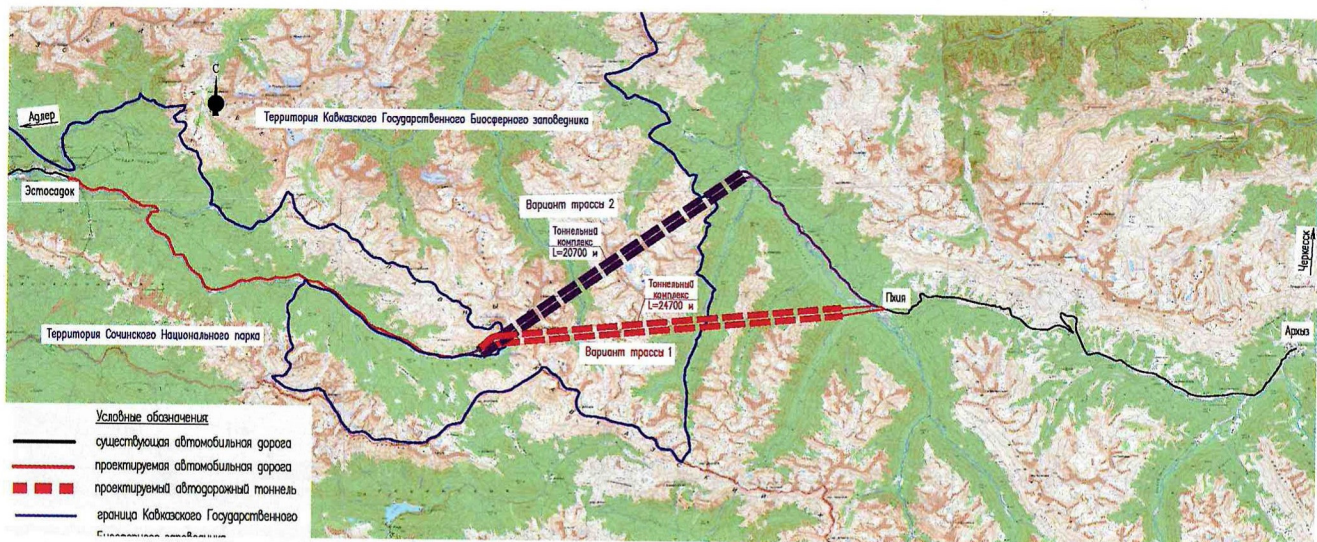 С
Адлер
Территория Кавказского Государственного Биосферного заповедника
Эстосадок
Вариант трассы 2
Тоннельный
комплекс
L=20700 м
Тоннельный
комплекс
L=24700 м
Пхия
Черкесск
Архыз
Территория Сочинского Национального парка
Вариант трассы 1
Условные обозначения:
существующая автомобильная дорога
проектируемая автомобильная дорога
проектируемый автодорожный тоннель
граница Кавказского Государственного